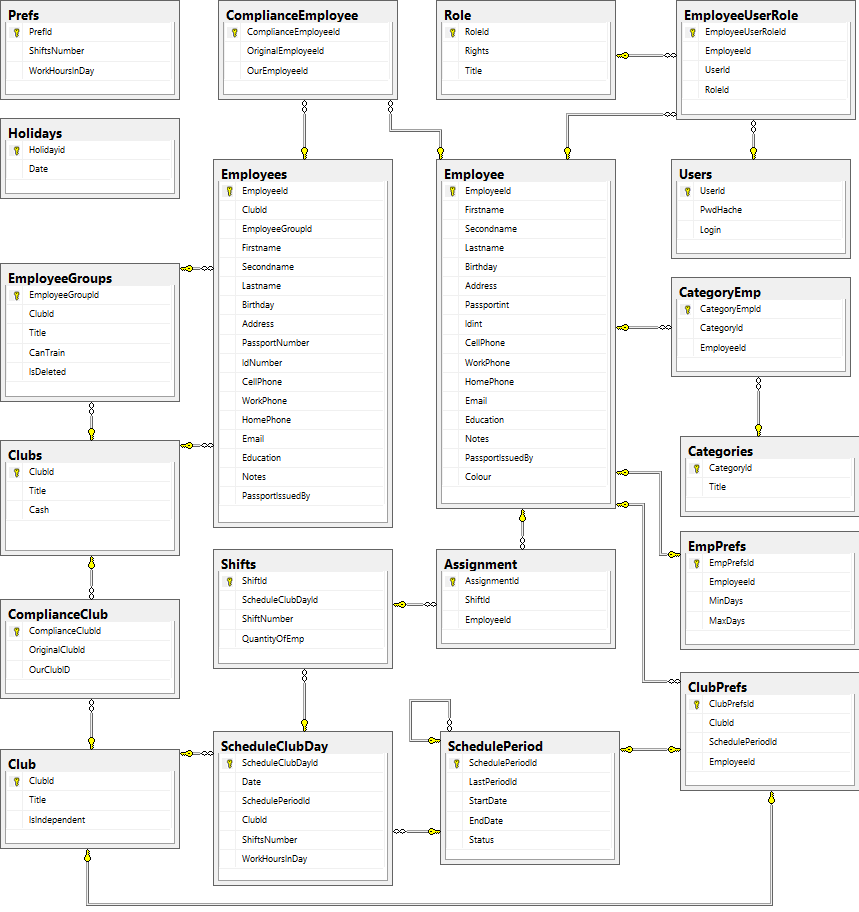 Prefs
PrefId
ShiftsNumber
WorkHoursInDay
ComplianceEmployee
ComplianceEmployeeId
OriginalEmployeeId
OurEmployeeId
Role
RoleId
Rights
Title
EmployeeUserRole
EmployeeUserRoleId
EmployeeId
UserId
RoleId
Holidays
Holidayid
Date
Employees
EmployeeId
ClubId
EmployeeGroupId
Firstname
Secondname
Lastname
Birthday
Address
PassportNumber
IdNumber
CellPhone
WorkPhone
HomePhone
Email
Education
Notes
PassportIssuedBy
Employee
EmployeeId
Firstname
Secondname
Lastname
Birthday
Address
Passportint
Idint
CellPhone
WorkPhone
HomePhone
Email
Education
Notes
PassportIssuedBy
Colour
Users
UserId
PwdHache
Login
EmployeeGroups
EmployeeGroupId
ClubId
Title
CanTrain
IsDeleted
CategoryEmp
CategoryEmpId
CategoryId
EmployeeId
Clubs
ClubId
Title
Cash
Categories
CategoryId
Title
EmpPrefs
EmpPrefsId
EmployeeId
MinDays
MaxDays
Shifts
ShiftId
ScheduleClubDayId
ShiftNumber
QuantityOfEmp
Assignment
AssignmentId
ShiftId
EmployeeId
ComplianceClub
ComplianceClubId
OriginalClubId
OurClubID
ClubPrefs
ClubPrefsId
ClubId
SchedulePeriodId
EmployeeId
Club
ClubId
Title
IsIndependent
ScheduleClubDay
ScheduleClubDayId
Date
SchedulePeriodId
ClubId
ShiftsNumber
WorkHoursInDay
SchedulePeriod
SchedulePeriodId
LastPeriodId
StartDate
EndDate
Status